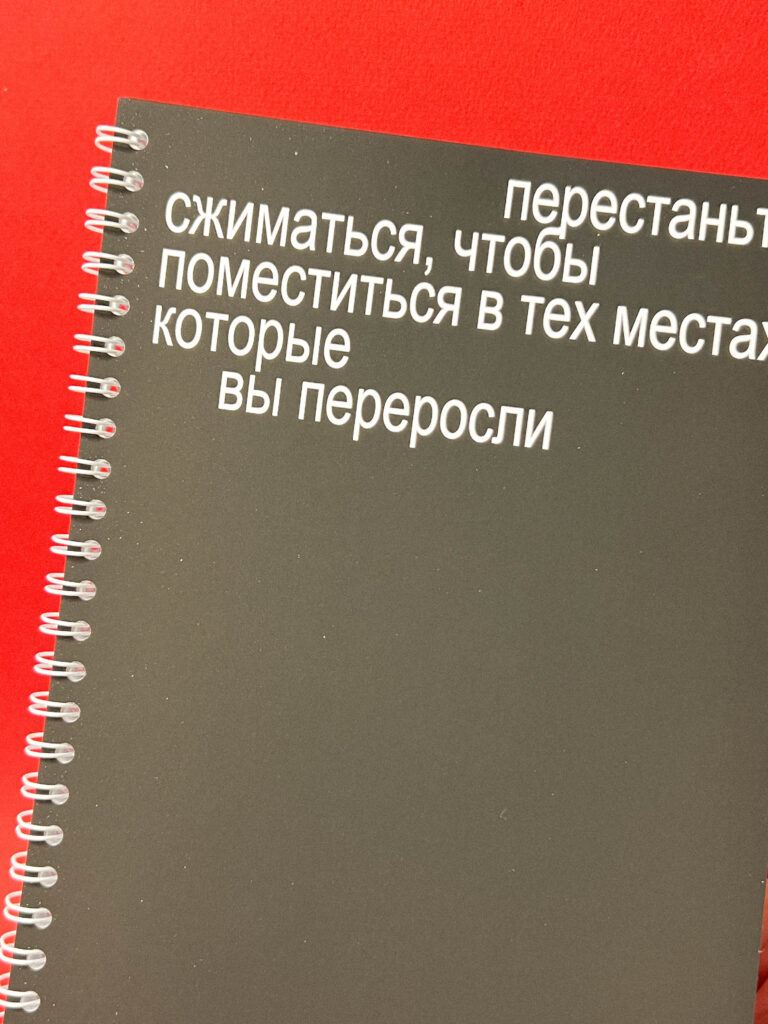 перестаньт
сжиматься, чтобы
поместиться в тех местах
которые
вы переросли